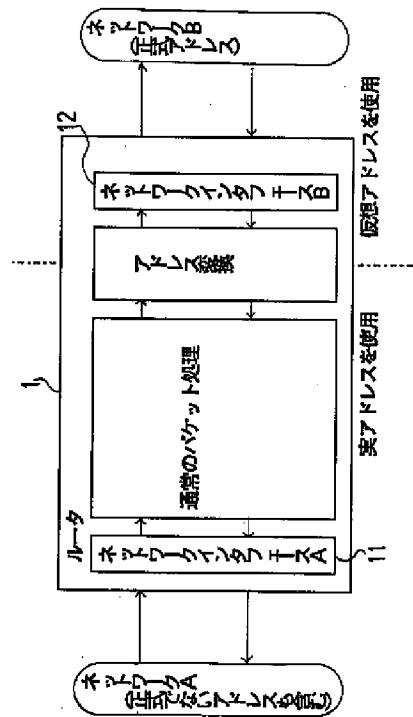 1
12
ルータ
ネットワークA
(正式でないアドレスも含む)
ネットワークインタフェースA
11
通常のパケット処理
アドレス変換
ネットワークインタフェースB
ネットワークB
(正式アドレス)
実アドレスを使用
仮想アドレスを使用